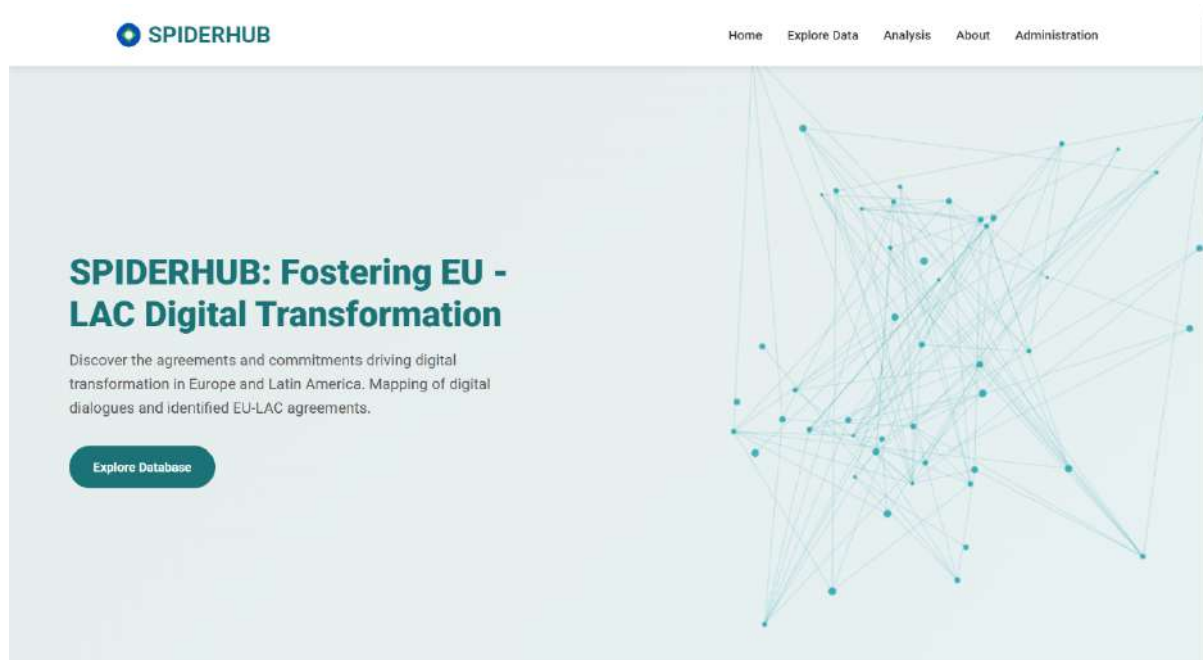 SPIDERHUB
Home Explore Data Analysis About Administration
SPIDERHUB: Fostering EU -
LAC Digital Transformation
Discover the agreements and commitments driving digital
transformation in Europe and Latin America. Mapping of digital
dialogues and identified EU-LAC agreements.
Explore Database